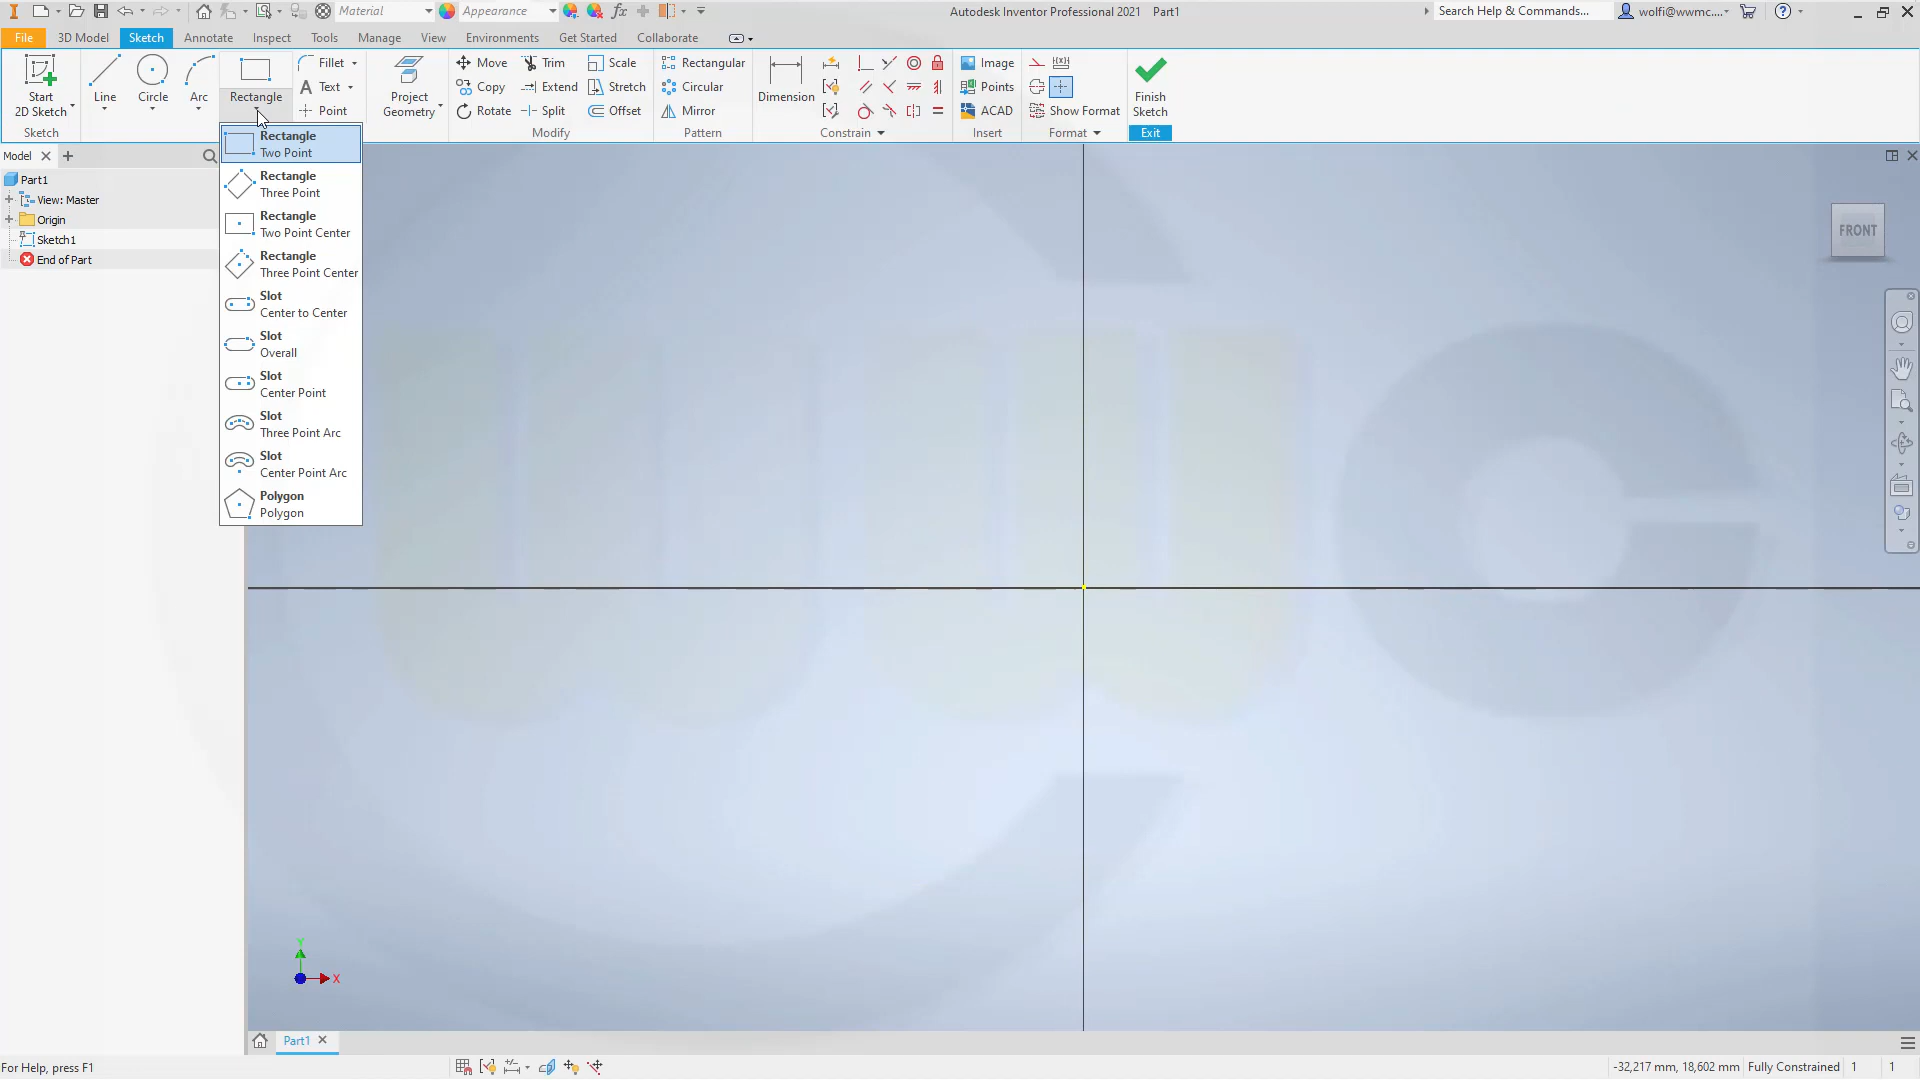 Material
Appearance
Autodesk Inventor Professional 2021 Part1
Search Help & Commands...
wolfi@wwmc....
File 3D Model Sketch Annotate Inspect Tools Manage View Environments Get Started Collaborate
Start
2D Sketch
Line
Circle
Arc
Rectangle
Fillet
Text
Point
Project
Geometry
Move
Copy
Rotate
Trim
Extend
Split
Scale
Stretch
Offset
Rectangular
Circular
Mirror
Dimension
Image
Points
ACAD
Show Format
Finish
Sketch
Sketch
Modify
Pattern
Constrain
Insert
Format
Exit
Rectangle
Two Point
Rectangle
Three Point
Rectangle
Two Point Center
Rectangle
Three Point Center
Slot
Center to Center
Slot
Overall
Slot
Center Point
Slot
Three Point Arc
Slot
Center Point Arc
Polygon
Polygon
Model
Part1
View: Master
Origin
Sketch1
End of Part
FRONT
Y
X
Part1
For Help, press F1
-32,217 mm, 18,602 mm Fully Constrained 1 1